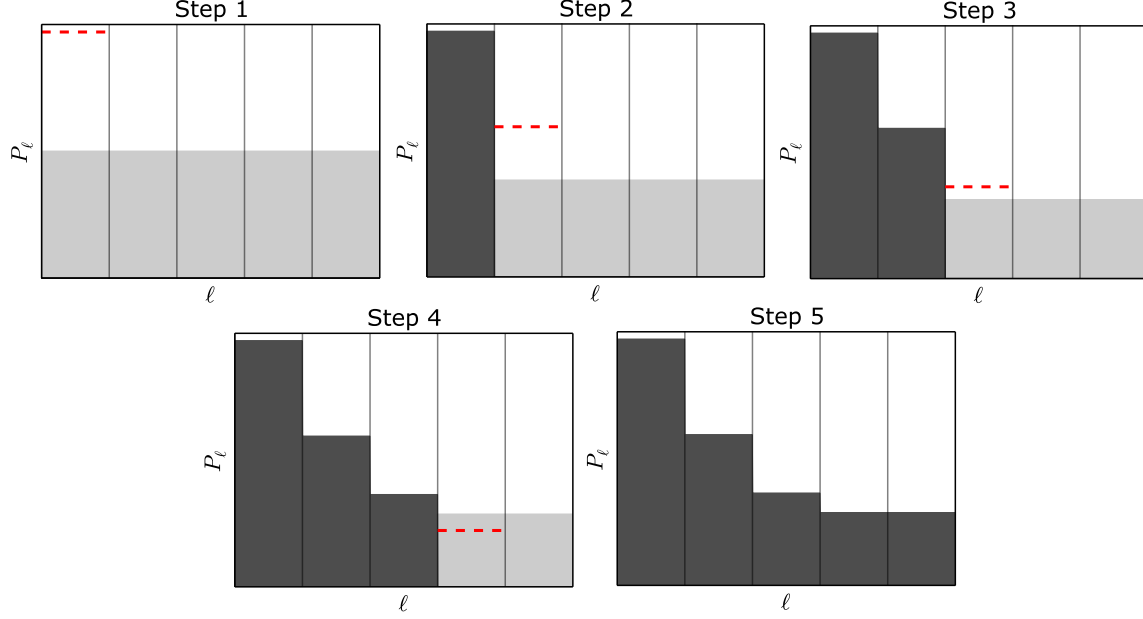 Step 1
Step 2
Step 3
P_ℓ
P_ℓ
P_ℓ
ℓ
ℓ
ℓ
Step 4
Step 5
P_ℓ
P_ℓ
ℓ
ℓ